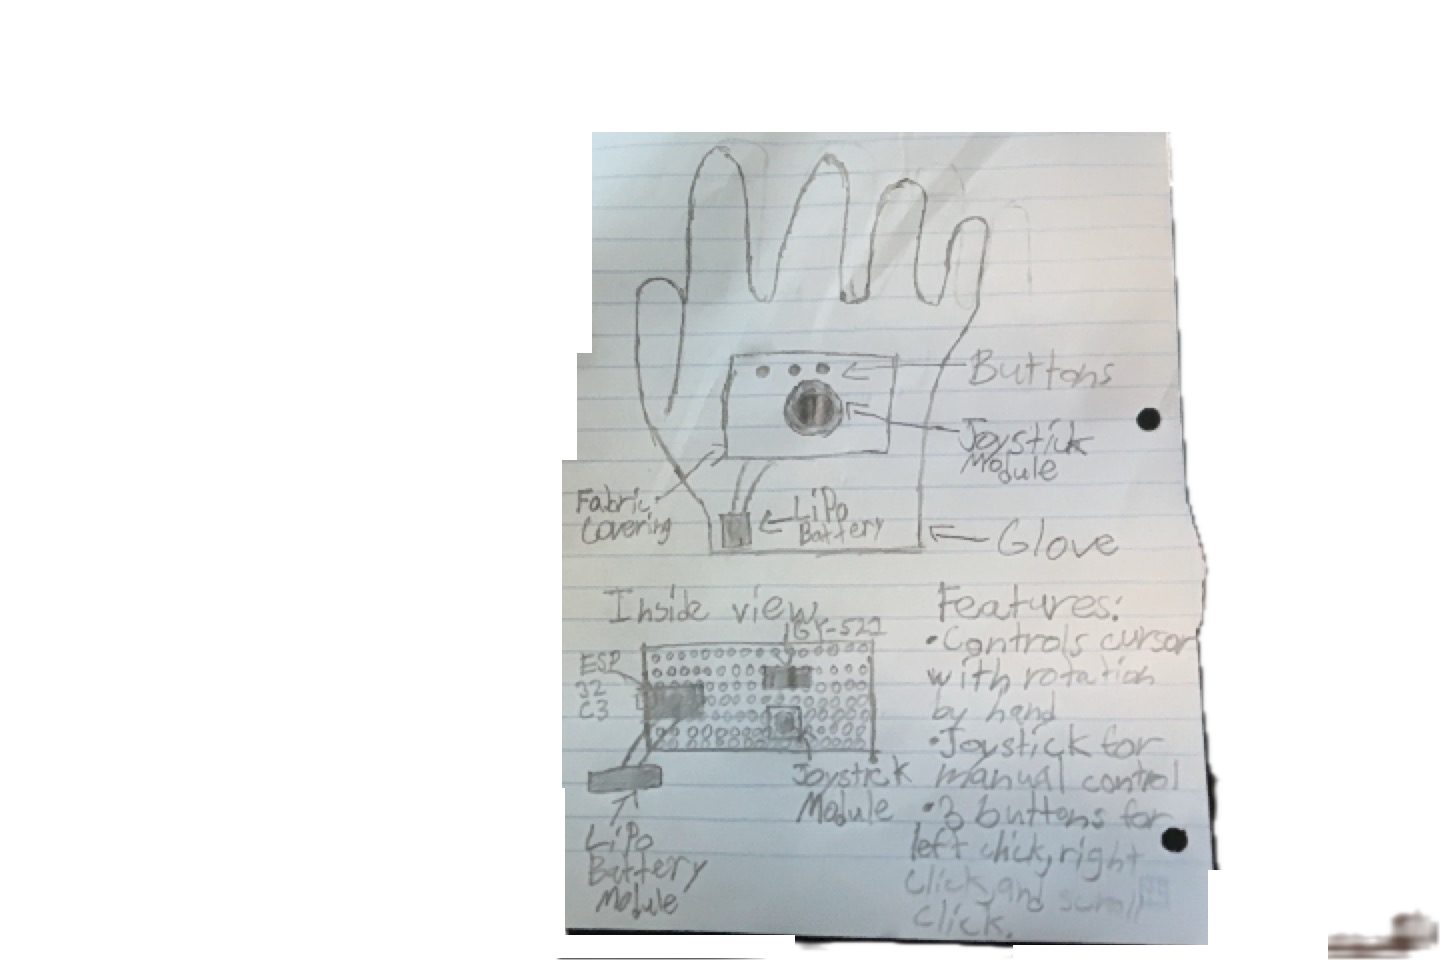 Buttons
Joystick
Module
Fabric
Covering
LiPo
Battery
Glove
Inside view
GY-521
ESP
32
C3
Joystick
Module
LiPo
Battery
Module
Features:
•Controls cursor
with rotation
by hand
•Joystick for
manual control
•3 buttons for
left click, right
click, and scroll
click.